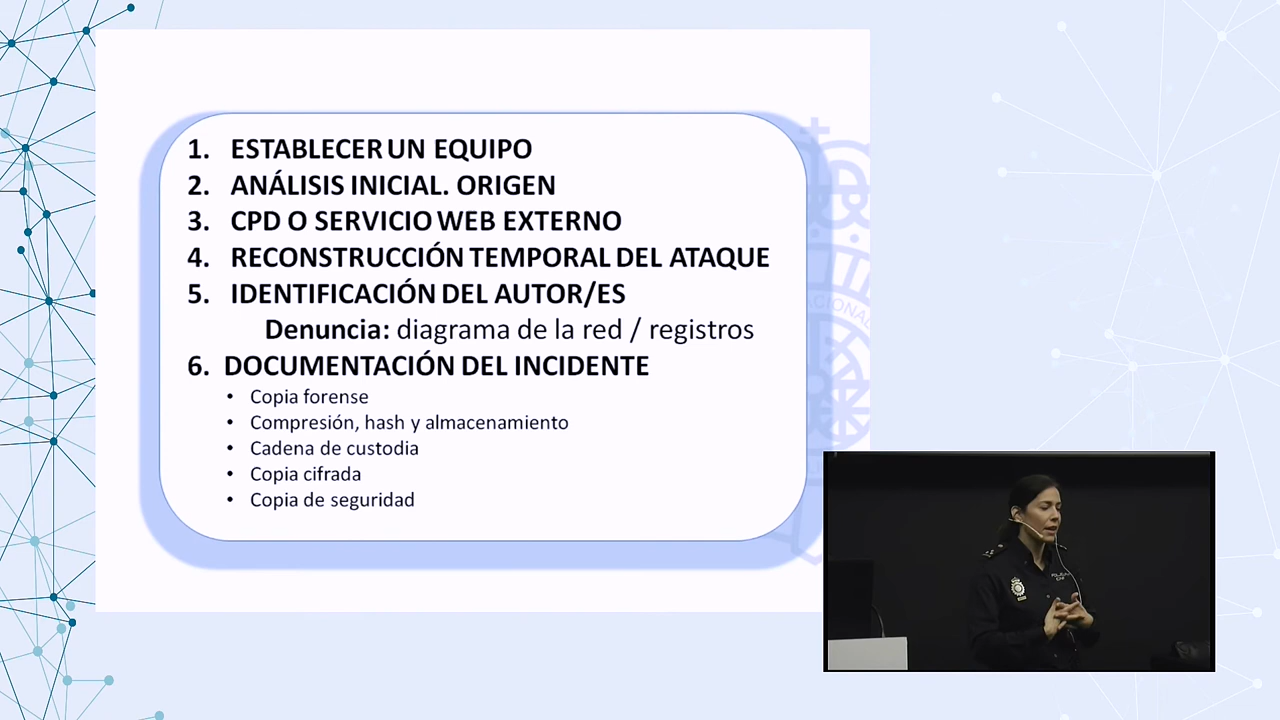 1. ESTABLECER UN EQUIPO
2. ANÁLISIS INICIAL. ORIGEN
3. CPD O SERVICIO WEB EXTERNO
4. RECONSTRUCCIÓN TEMPORAL DEL ATAQUE
5. IDENTIFICACIÓN DEL AUTOR/ES
Denuncia: diagrama de la red / registros
6. DOCUMENTACIÓN DEL INCIDENTE
• Copia forense
• Compresión, hash y almacenamiento
• Cadena de custodia
• Copia cifrada
• Copia de seguridad